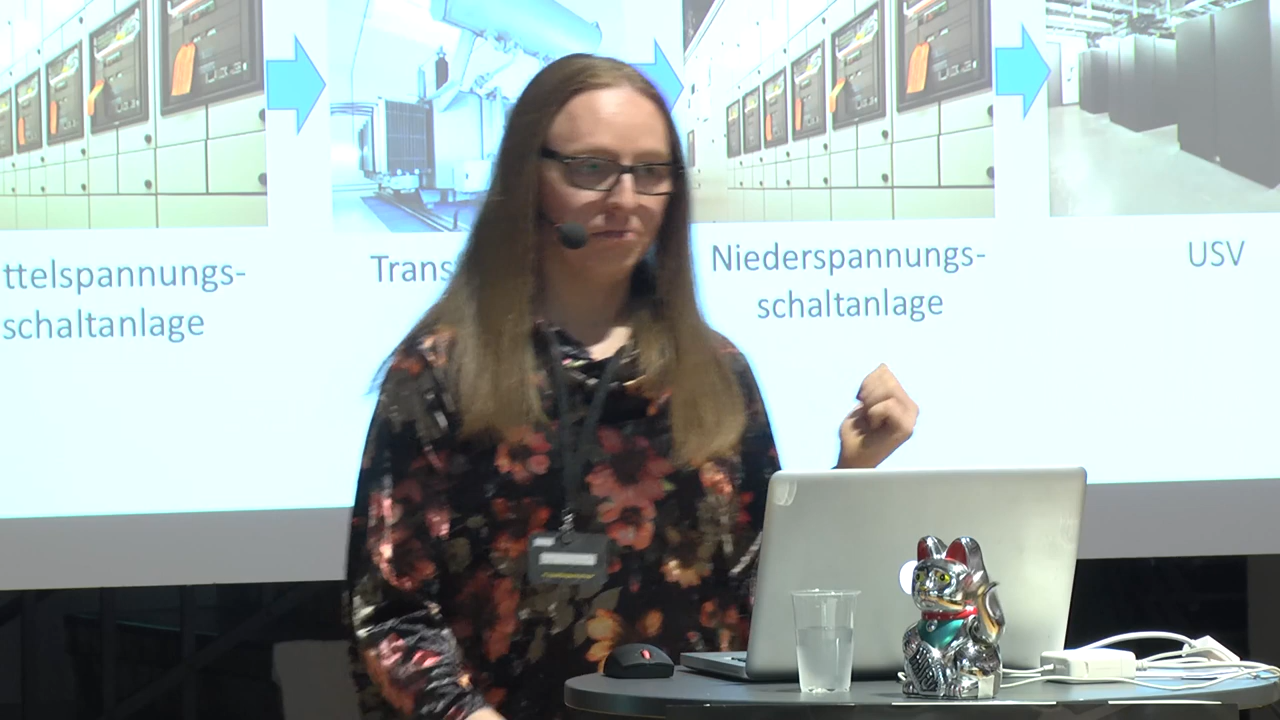 ttelspannungs-
schaltanlage
Trans
Niederspannungs-
schaltanlage
USV